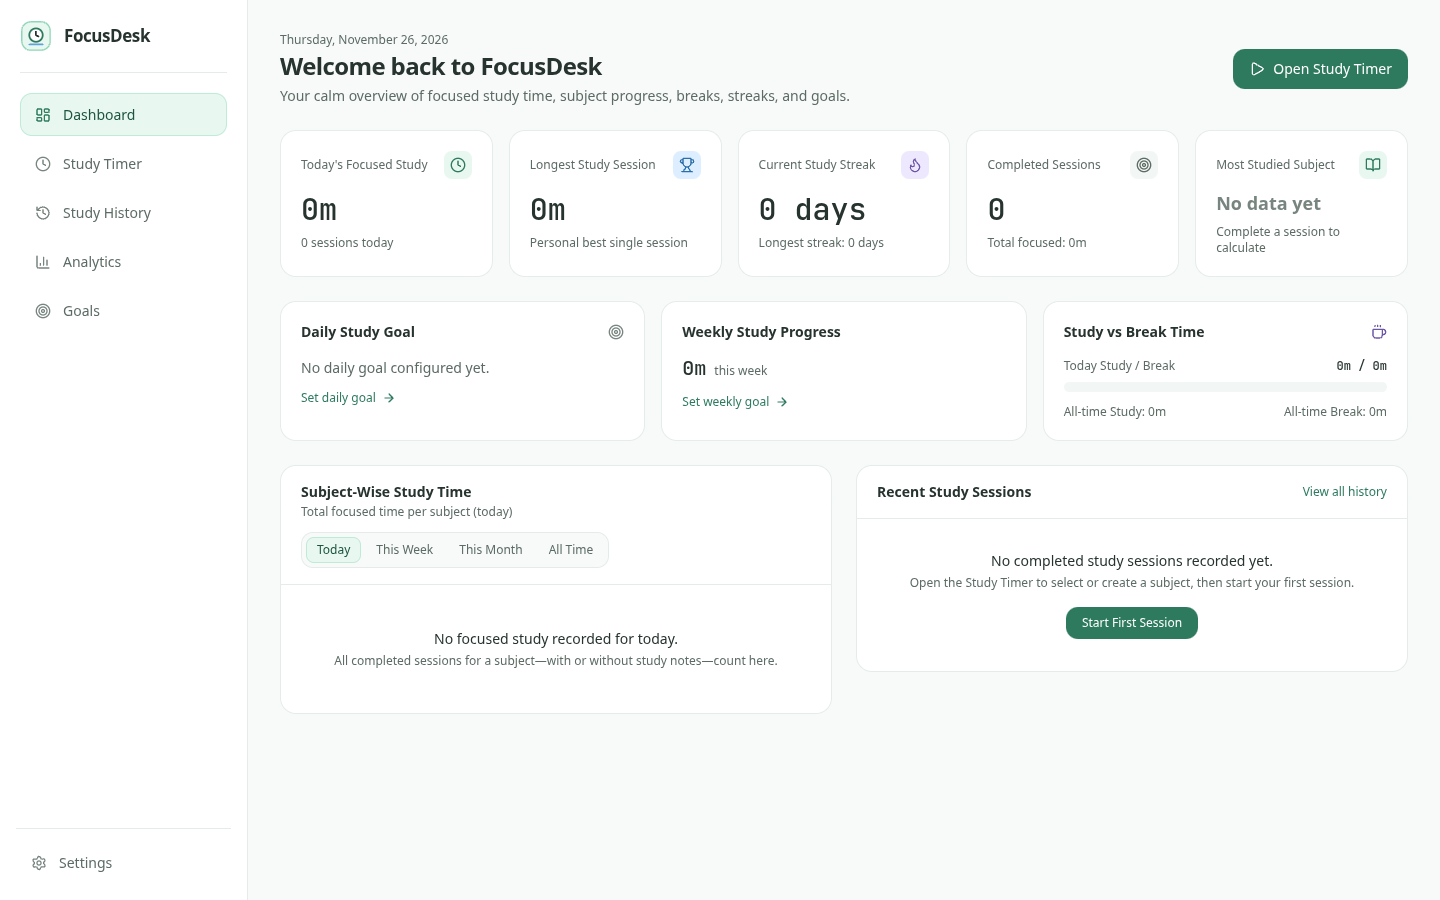 FocusDesk
Dashboard
Study Timer
Study History
Analytics
Goals
Settings
Thursday, November 26, 2026
Welcome back to FocusDesk
Your calm overview of focused study time, subject progress, breaks, streaks, and goals.
Open Study Timer
Today's Focused Study
0m
0 sessions today
Longest Study Session
0m
Personal best single session
Current Study Streak
0 days
Longest streak: 0 days
Completed Sessions
0
Total focused: 0m
Most Studied Subject
No data yet
Complete a session to
calculate
Daily Study Goal
No daily goal configured yet.
Set daily goal →
Weekly Study Progress
0m this week
Set weekly goal →
Study vs Break Time
Today Study / Break 0m / 0m
All-time Study: 0m All-time Break: 0m
Subject-Wise Study Time
Total focused time per subject (today)
Today This Week This Month All Time
No focused study recorded for today.
All completed sessions for a subject—with or without study notes—count here.
Recent Study Sessions View all history
No completed study sessions recorded yet.
Open the Study Timer to select or create a subject, then start your first session.
Start First Session